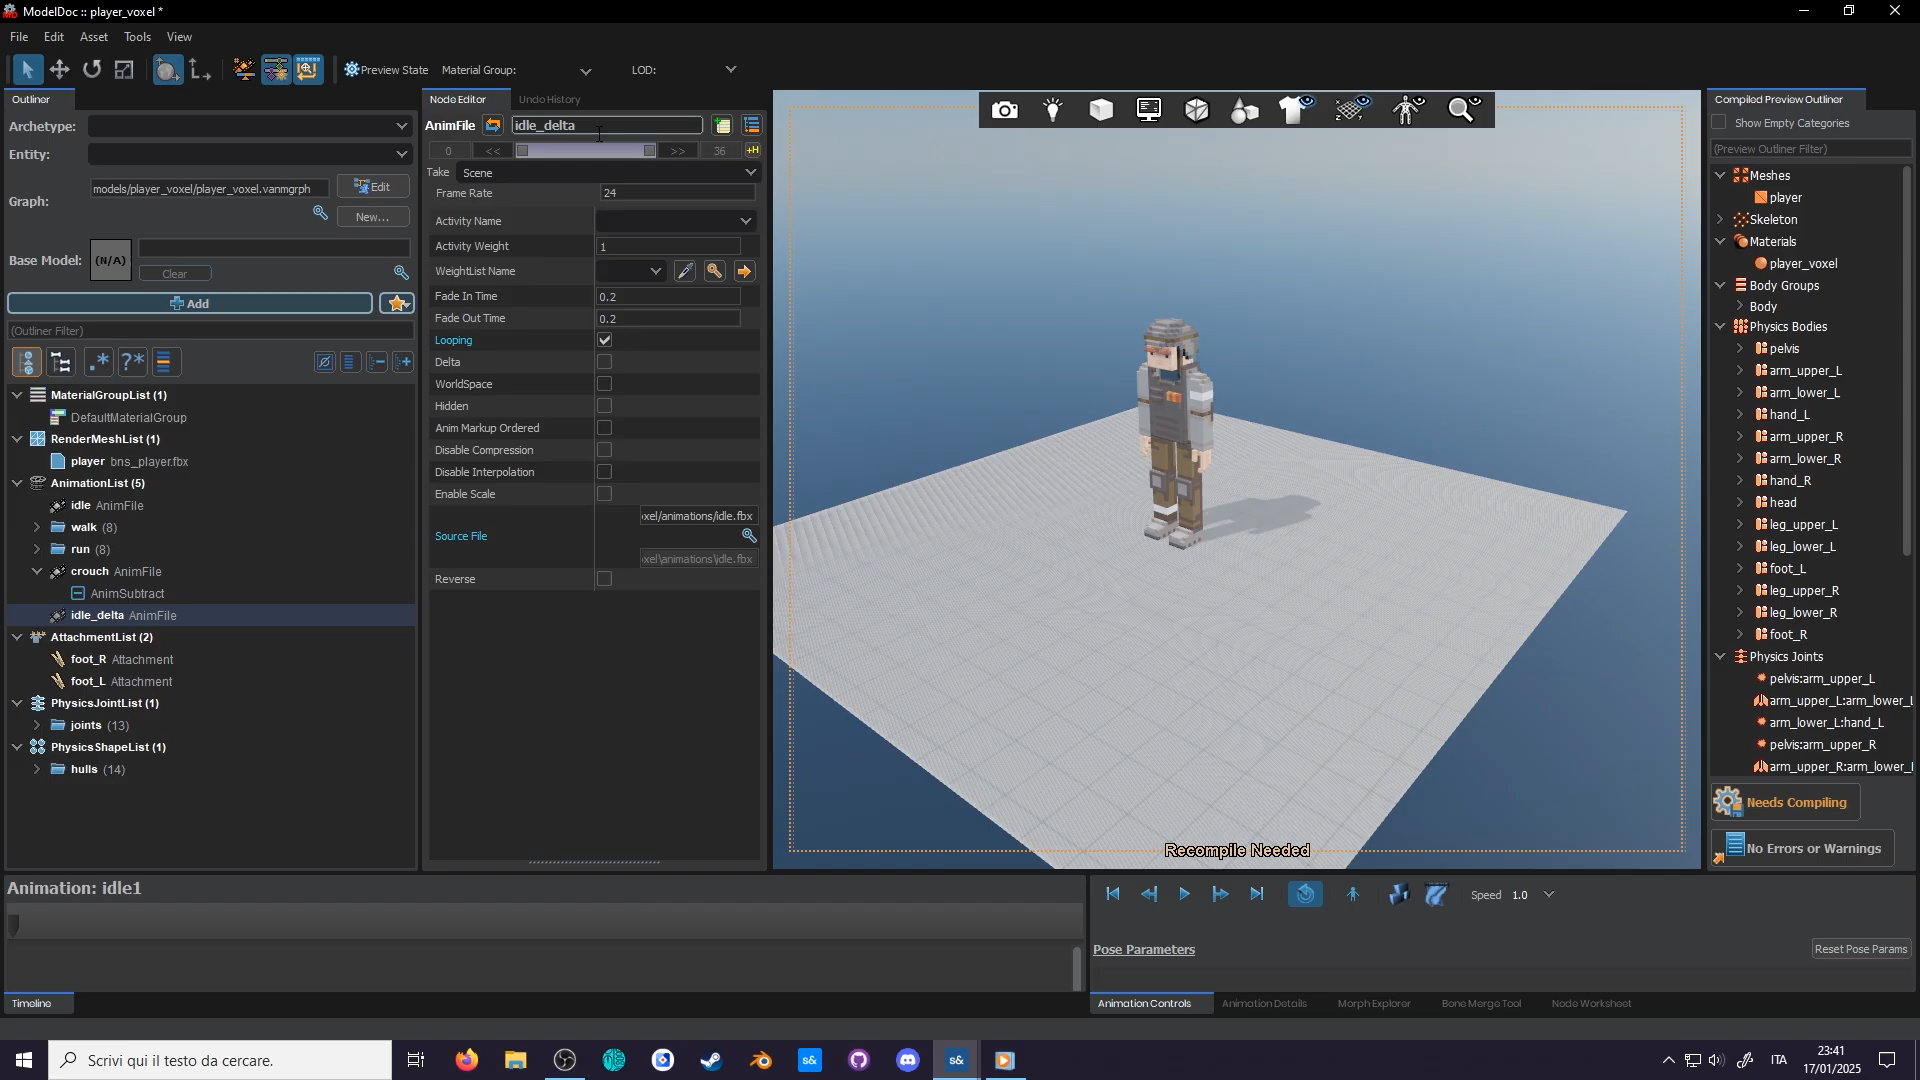 ModelDoc :: player_voxel *
File Edit Asset Tools View
Preview State Material Group: LOD:
Outliner
Archetype:
Entity:
Graph: models/player_voxel/player_voxel.vanmgrph Edit
New...
Base Model: (N/A)
Clear
Add
(Outliner Filter)
MaterialGroupList (1)
DefaultMaterialGroup
RenderMeshList (1)
player bns_player.fbx
AnimationList (5)
idle AnimFile
walk (8)
run (8)
crouch AnimFile
AnimSubtract
idle_delta AnimFile
AttachmentList (2)
foot_R Attachment
foot_L Attachment
PhysicsJointList (1)
joints (13)
PhysicsShapeList (1)
hulls (14)
Node Editor Undo History
AnimFile idle_delta
0 << >> 36 +H
Take Scene
Frame Rate 24
Activity Name
Activity Weight 1
WeightList Name
Fade In Time 0.2
Fade Out Time 0.2
Looping
Delta
WorldSpace
Hidden
Anim Markup Ordered
Disable Compression
Disable Interpolation
Enable Scale
xel/animations/idle.fbx
Source File
xel\animations\idle.fbx
Reverse
Recompile Needed
Compiled Preview Outliner
Show Empty Categories
(Preview Outliner Filter)
Meshes
player
Skeleton
Materials
player_voxel
Body Groups
Body
Physics Bodies
pelvis
arm_upper_L
arm_lower_L
hand_L
arm_upper_R
arm_lower_R
hand_R
head
leg_upper_L
leg_lower_L
foot_L
leg_upper_R
leg_lower_R
foot_R
Physics Joints
pelvis:arm_upper_L
arm_upper_L:arm_lower_L
arm_lower_L:hand_L
pelvis:arm_upper_R
arm_upper_R:arm_lower_R
Needs Compiling
No Errors or Warnings
Animation: idle1
Timeline
Speed 1.0
Pose Parameters Reset Pose Params
Animation Controls Animation Details Morph Explorer Bone Merge Tool Node Worksheet
Scrivi qui il testo da cercare.
s& s&
ITA
23:41
17/01/2025